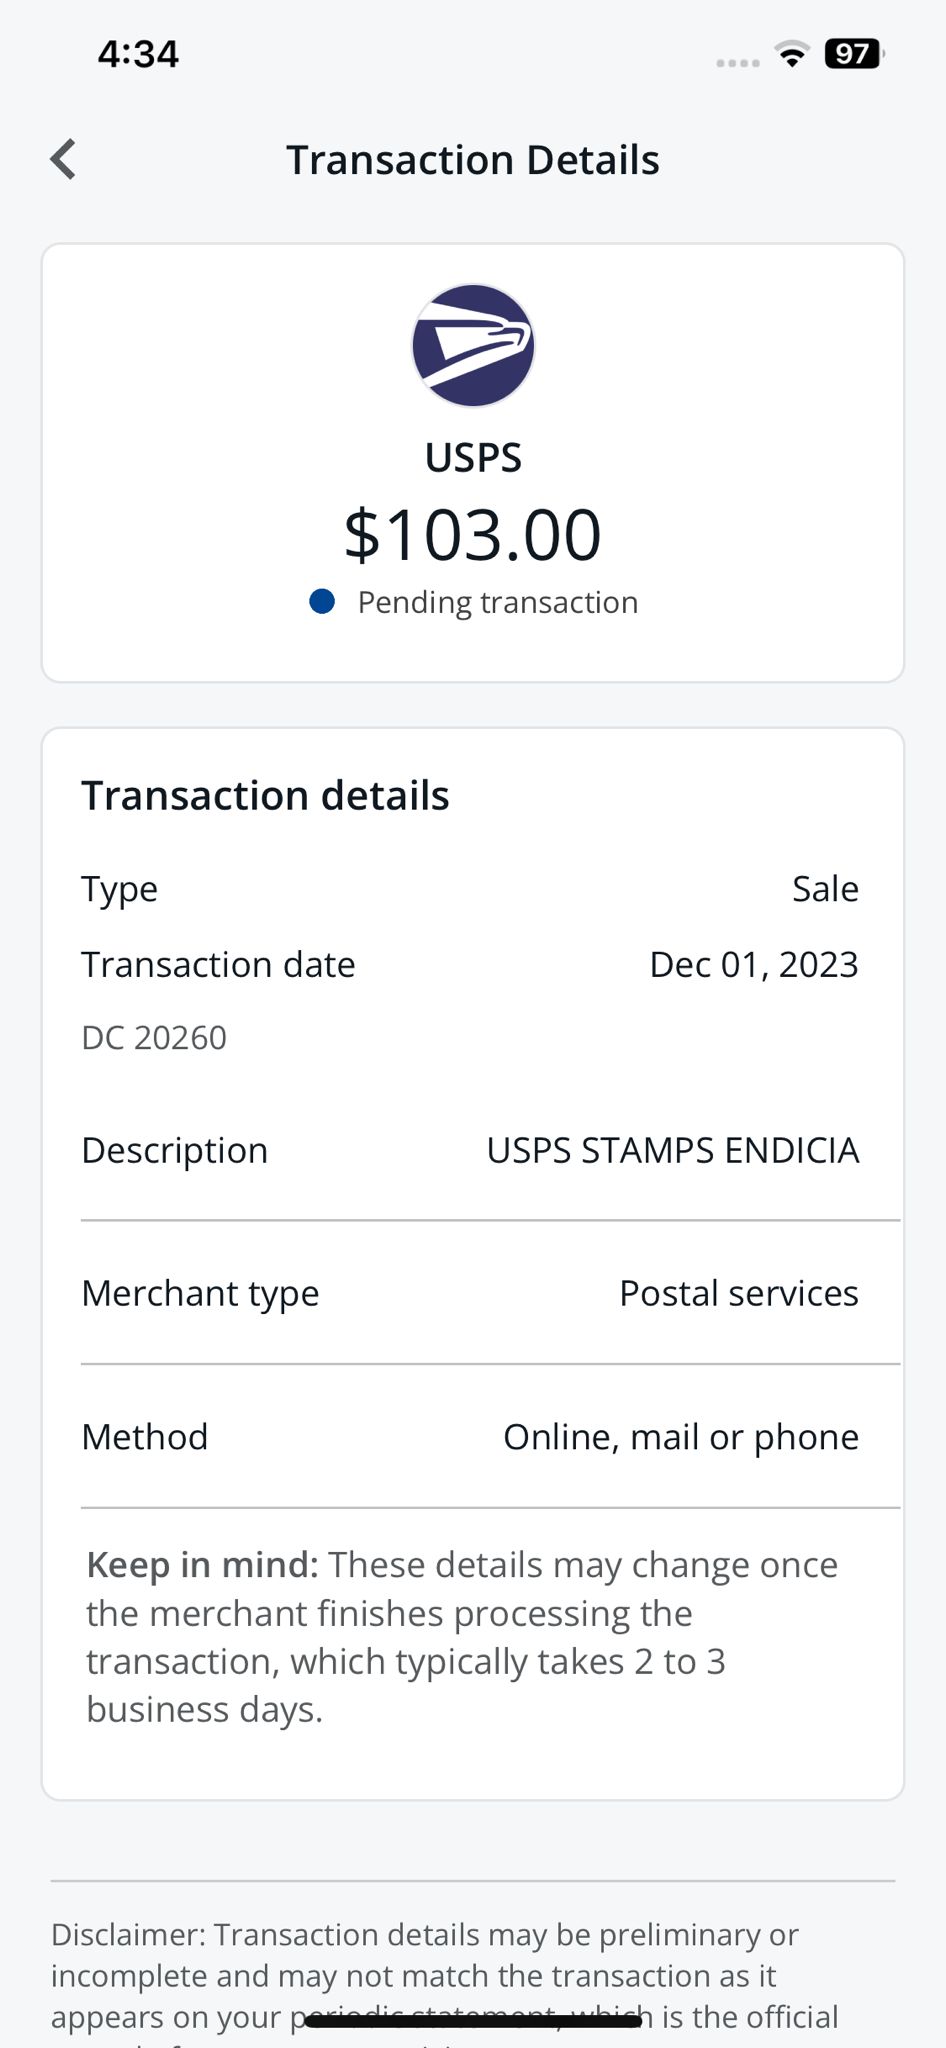 4:34
97
Transaction Details
USPS
$103.00
Pending transaction
Transaction details
Type Sale
Transaction date Dec 01, 2023
DC 20260
Description USPS STAMPS ENDICIA
Merchant type Postal services
Method Online, mail or phone
Keep in mind: These details may change once
the merchant finishes processing the
transaction, which typically takes 2 to 3
business days.
Disclaimer: Transaction details may be preliminary or
incomplete and may not match the transaction as it
appears on your periodic statement, which is the official